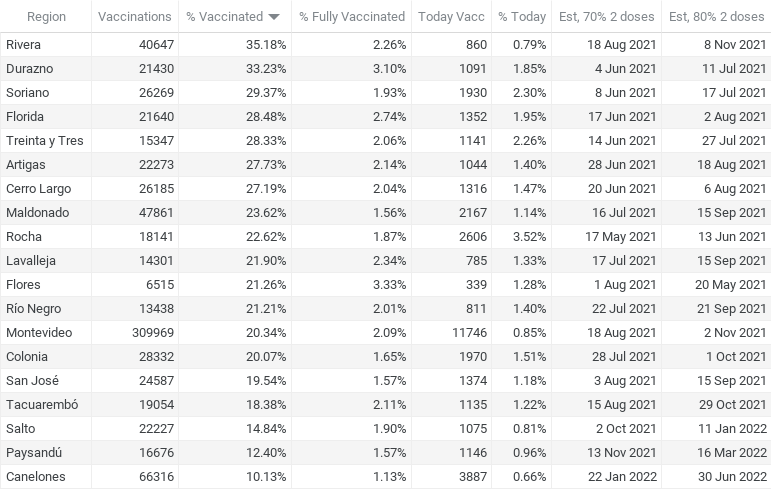 Region Vaccinations % Vaccinated % Fully Vaccinated Today Vacc % Today Est, 70% 2 doses Est, 80% 2 doses
Rivera 40647 35.18% 2.26% 860 0.79% 18 Aug 2021 8 Nov 2021
Durazno 21430 33.23% 3.10% 1091 1.85% 4 Jun 2021 11 Jul 2021
Soriano 26269 29.37% 1.93% 1930 2.30% 8 Jun 2021 17 Jul 2021
Florida 21640 28.48% 2.74% 1352 1.95% 17 Jun 2021 2 Aug 2021
Treinta y Tres 15347 28.33% 2.06% 1141 2.26% 14 Jun 2021 27 Jul 2021
Artigas 22273 27.73% 2.14% 1044 1.40% 28 Jun 2021 18 Aug 2021
Cerro Largo 26185 27.19% 2.04% 1316 1.47% 20 Jun 2021 6 Aug 2021
Maldonado 47861 23.62% 1.56% 2167 1.14% 16 Jul 2021 15 Sep 2021
Rocha 18141 22.62% 1.87% 2606 3.52% 17 May 2021 13 Jun 2021
Lavalleja 14301 21.90% 2.34% 785 1.33% 17 Jul 2021 15 Sep 2021
Flores 6515 21.26% 3.33% 339 1.28% 1 Aug 2021 20 May 2021
Río Negro 13438 21.21% 2.01% 811 1.40% 22 Jul 2021 21 Sep 2021
Montevideo 309969 20.34% 2.09% 11746 0.85% 18 Aug 2021 2 Nov 2021
Colonia 28332 20.07% 1.65% 1970 1.51% 28 Jul 2021 1 Oct 2021
San José 24587 19.54% 1.57% 1374 1.18% 3 Aug 2021 15 Sep 2021
Tacuarembó 19054 18.38% 2.11% 1135 1.22% 15 Aug 2021 29 Oct 2021
Salto 22227 14.84% 1.90% 1075 0.81% 2 Oct 2021 11 Jan 2022
Paysandú 16676 12.40% 1.57% 1146 0.96% 13 Nov 2021 16 Mar 2022
Canelones 66316 10.13% 1.13% 3887 0.66% 22 Jan 2022 30 Jun 2022